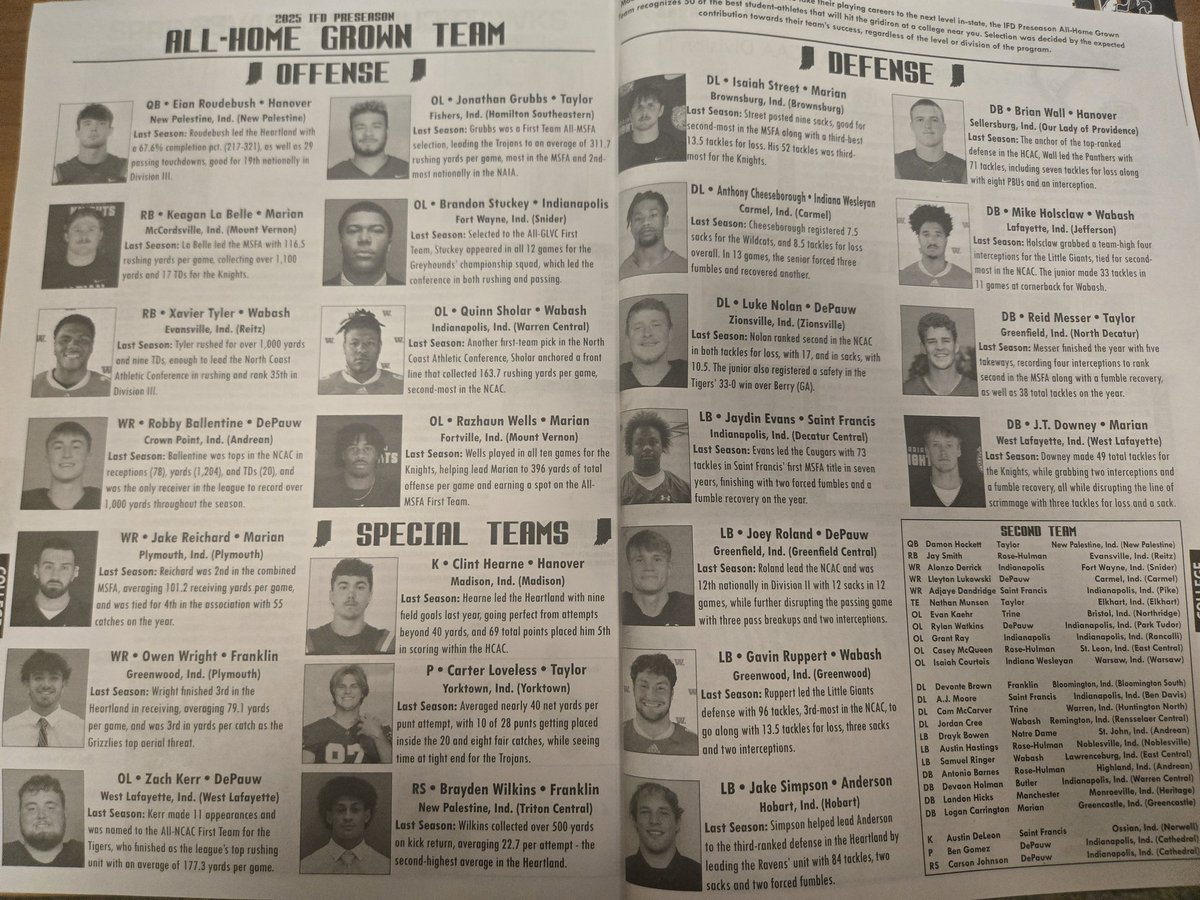 2025 IFD PRESEASON
ALL-HOME GROWN TEAM
OFFENSE
QB • Eian Roudebush • Hanover
New Palestine, Ind. (New Palestine)
Last Season: Roudebush led the Heartland with
a 67.6% completion pct. (217-321), as well as 29
passing touchdowns, good for 19th nationally in
Division III.
RB • Keagan La Belle • Marian
McCordsville, Ind. (Mount Vernon)
Last Season: La Belle led the MSFA with 116.5
rushing yards per game, collecting over 1,100
yards and 17 TDs for the Knights.
RB • Xavier Tyler • Wabash
Evansville, Ind. (Reitz)
Last Season: Tyler rushed for over 1,000 yards
and nine TDs, enough to lead the North Coast
Athletic Conference in rushing and rank 35th in
Division III.
WR • Robby Ballentine • DePauw
Crown Point, Ind. (Andrean)
Last Season: Ballentine was tops in the NCAC in
receptions (78), yards (1,204), and TDs (20), and
was the only receiver in the league to record over
1,000 yards throughout the season.
WR • Jake Reichard • Marian
Plymouth, Ind. (Plymouth)
Last Season: Reichard was 2nd in the combined
MSFA, averaging 101.2 receiving yards per game,
and was tied for 4th in the association with 55
catches on the year.
WR • Owen Wright • Franklin
Greenwood, Ind. (Plymouth)
Last Season: Wright finished 3rd in the
Heartland in receiving, averaging 79.1 yards
per game, and was 3rd in yards per catch as the
Grizzlies top aerial threat.
OL • Zach Kerr • DePauw
West Lafayette, Ind. (West Lafayette)
Last Season: Kerr made 11 appearances and
was named to the All-NCAC First Team for the
Tigers, who finished as the league's top rushing
unit with an average of 177.3 yards per game.
OL • Jonathan Grubbs • Taylor
Fishers, Ind. (Hamilton Southeastern)
Last Season: Grubbs was a First Team All-MSFA
selection, leading the Trojans to an average of 311.7
rushing yards per game, most in the MSFA and 2nd-
most nationally in the NAIA.
OL • Brandon Stuckey • Indianapolis
Fort Wayne, Ind. (Snider)
Last Season: Selected to the All-GLVC First
Team, Stuckey appeared in all 12 games for the
Greyhounds' championship squad, which led the
conference in both rushing and passing.
OL • Quinn Sholar • Wabash
Indianapolis, Ind. (Warren Central)
Last Season: Another first-team pick in the North
Coast Athletic Conference, Sholar anchored a front
line that collected 163.7 rushing yards per game,
second-most in the NCAC.
OL • Razhaun Wells • Marian
Fortville, Ind. (Mount Vernon)
Last Season: Wells played in all ten games for the
Knights, helping lead Marian to 396 yards of total
offense per game and earning a spot on the All-
MSFA First Team.
SPECIAL TEAMS
K • Clint Hearne • Hanover
Madison, Ind. (Madison)
Last Season: Hearne led the Heartland with nine
field goals last year, going perfect from attempts
beyond 40 yards, and 69 total points placed him 5th
in scoring within the HCAC.
P • Carter Loveless • Taylor
Yorktown, Ind. (Yorktown)
Last Season: Averaged nearly 40 net yards per
punt attempt, with 10 of 28 punts getting placed
inside the 20 and eight fair catches, while seeing
time at tight end for the Trojans.
RS • Brayden Wilkins • Franklin
New Palestine, Ind. (Triton Central)
Last Season: Wilkins collected over 500 yards
on kick return, averaging 22.7 per attempt - the
second-highest average in the Heartland.
their playing careers to the next level in-state, the IFD Preseason All-Home Grown
Team recognizes 50 of the best student-athletes that will hit the gridiron at a college near you. Selection was decided by the expected
contribution towards their team's success, regardless of the level or division of the program.
DEFENSE
DL • Isaiah Street • Marian
Brownsburg, Ind. (Brownsburg)
Last Season: Street posted nine sacks, good for
second-most in the MSFA along with a third-best
13.5 tackles for loss. His 52 tackles was third-
most for the Knights.
DL • Anthony Cheeseborough • Indiana Wesleyan
Carmel, Ind. (Carmel)
Last Season: Cheeseborough registered 7.5
sacks for the Wildcats, and 8.5 tackles for loss
overall. In 13 games, the senior forced three
fumbles and recovered another.
DL • Luke Nolan • DePauw
Zionsville, Ind. (Zionsville)
Last Season: Nolan ranked second in the NCAC
in both tackles for loss, with 17, and in sacks, with
10.5. The junior also registered a safety in the
Tigers' 33-0 win over Berry (GA).
LB • Jaydin Evans • Saint Francis
Indianapolis, Ind. (Decatur Central)
Last Season: Evans led the Cougars with 73
tackles in Saint Francis' first MSFA title in seven
years, finishing with two forced fumbles and a
fumble recovery on the year.
LB • Joey Roland • DePauw
Greenfield, Ind. (Greenfield Central)
Last Season: Roland lead the NCAC and was
12th nationally in Division II with 12 sacks in 12
games, while further disrupting the passing game
with three pass breakups and two interceptions.
LB • Gavin Ruppert • Wabash
Greenwood, Ind. (Greenwood)
Last Season: Ruppert led the Little Giants
defense with 96 tackles, 3rd-most in the NCAC, to
go along with 13.5 tackles for loss, three sacks
and two interceptions.
LB • Jake Simpson • Anderson
Hobart, Ind. (Hobart)
Last Season: Simpson helped lead Anderson
to the third-ranked defense in the Heartland by
leading the Ravens' unit with 84 tackles, two
sacks and two forced fumbles.
DB • Brian Wall • Hanover
Sellersburg, Ind. (Our Lady of Providence)
Last Season: The anchor of the top-ranked
defense in the HCAC, Wall led the Panthers with
71 tackles, including seven tackles for loss along
with eight PBUs and an interception.
DB • Mike Holsclaw • Wabash
Lafayette, Ind. (Jefferson)
Last Season: Holsclaw grabbed a team-high four
interceptions for the Little Giants, tied for second-
most in the NCAC. The junior made 33 tackles in
11 games at cornerback for Wabash.
DB • Reid Messer • Taylor
Greenfield, Ind. (North Decatur)
Last Season: Messer finished the year with five
takeways, recording four interceptions to rank
second in the MSFA along with a fumble recovery,
as well as 38 total tackles on the year.
DB • J.T. Downey • Marian
West Lafayette, Ind. (West Lafayette)
Last Season: Downey made 49 total tackles for
the Knights, while grabbing two interceptions and
a fumble recovery, all while disrupting the line of
scrimmage with three tackles for loss and a sack.
SECOND TEAM
QB Damon Hockett Taylor New Palestine, Ind. (New Palestine)
RB Jay Smith Rose-Hulman Evansville, Ind. (Reitz)
WR Alonzo Derrick Indianapolis Fort Wayne, Ind. (Snider)
WR Lleyton Lukowski DePauw Carmel, Ind. (Carmel)
WR Adjaye Dandridge Saint Francis Indianapolis, Ind. (Pike)
TE Nathan Munson Taylor Elkhart, Ind. (Elkhart)
OL Evan Kaehr Trine Bristol, Ind. (Northridge)
OL Rylan Watkins DePauw Indianapolis, Ind. (Park Tudor)
OL Grant Ray Indianapolis Indianapolis, Ind. (Roncalli)
OL Casey McQueen Rose-Hulman St. Leon, Ind. (East Central)
OL Isaiah Courtois Indiana Wesleyan Warsaw, Ind. (Warsaw)
DL Devonte Brown Franklin Bloomington, Ind. (Bloomington South)
DL A.J. Moore Saint Francis Indianapolis, Ind. (Ben Davis)
DL Cam McCarver Trine Warren, Ind. (Huntington North)
DL Jordan Cree Wabash Remington, Ind. (Rensselaer Central)
LB Drayk Bowen Notre Dame St. John, Ind. (Andrean)
LB Austin Hastings Rose-Hulman Noblesville, Ind. (Noblesville)
LB Samuel Ringer Wabash Lawrenceburg, Ind. (East Central)
DB Antonio Barnes Rose-Hulman Highland, Ind. (Andrean)
DB Devaon Holman Butler Indianapolis, Ind. (Warren Central)
DB Landon Hicks Manchester Monroeville, Ind. (Heritage)
DB Logan Carrington Marian Greencastle, Ind. (Greencastle)
K Austin DeLeon Saint Francis Ossian, Ind. (Norwell)
P Ben Gomez DePauw Indianapolis, Ind. (Cathedral)
RS Carson Johnson DePauw Indianapolis, Ind. (Cathedral)